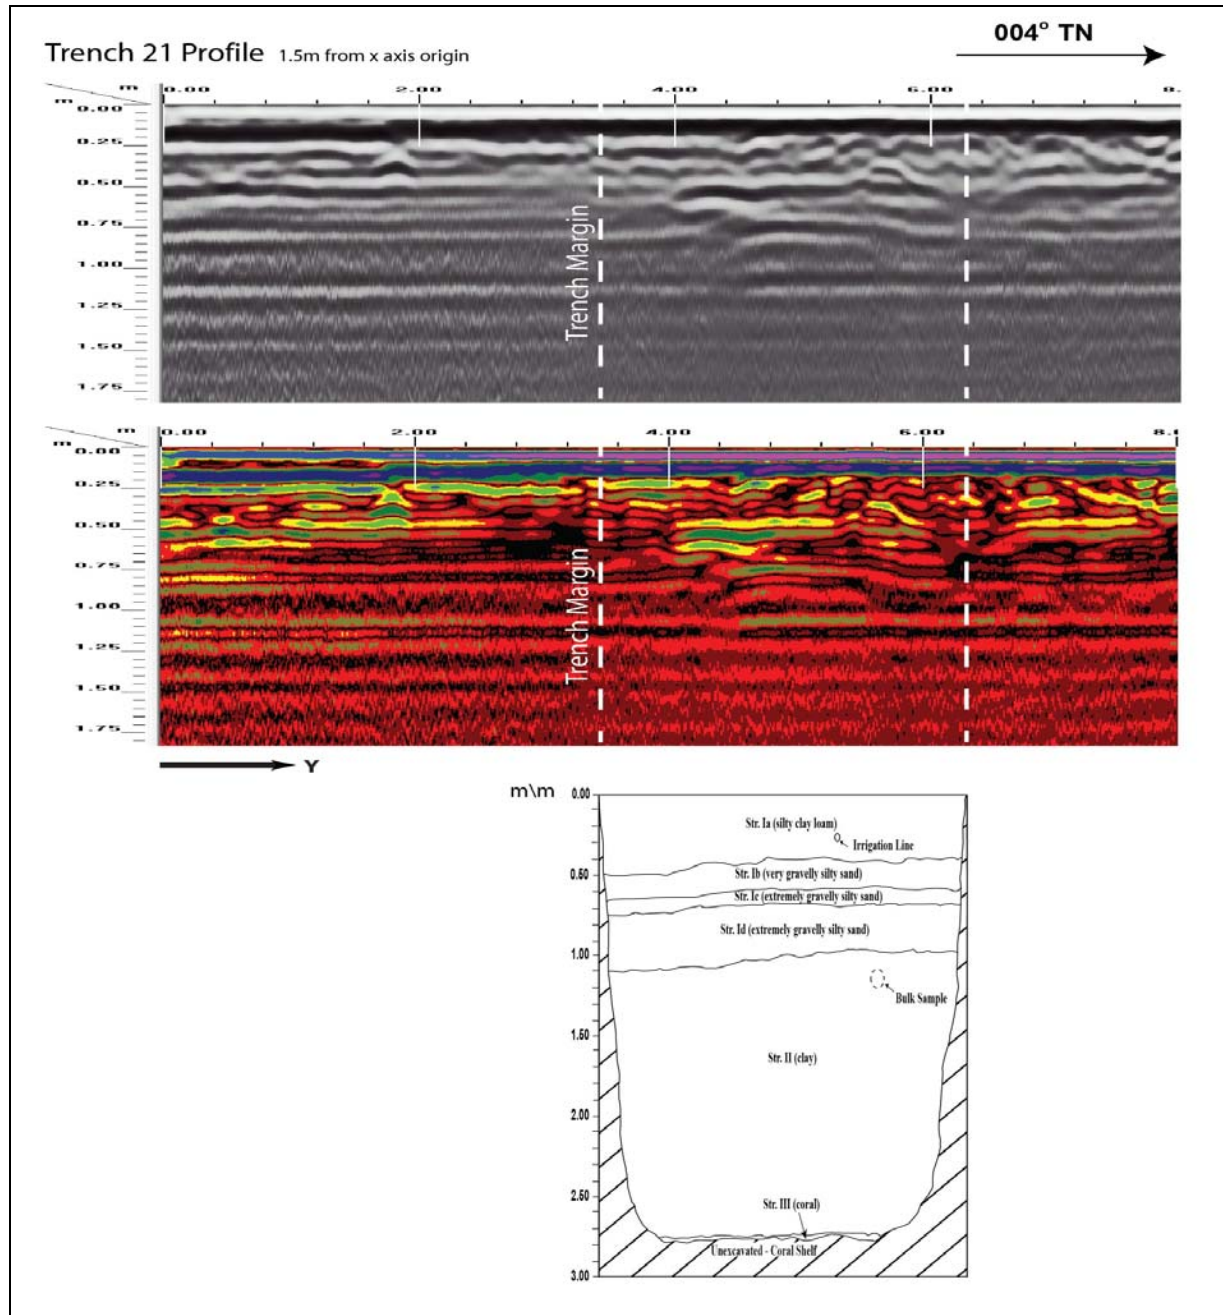 004° TN
Trench 21 Profile 1.5m from x axis origin
m 0.00 2.00 4.00 6.00 8.
m
0.00
0.25
0.50
0.75
1.00
1.25
1.50
1.75
Trench Margin
m 0.00 2.00 4.00 6.00 8.0
m
0.00
0.25
0.50
0.75
1.00
1.25
1.50
1.75
Trench Margin
Y
m\m
0.00
Str. Ia (silty clay loam)
Irrigation Line
0.50
Str. Ib (very gravelly silty sand)
Str. Ic (extremely gravelly silty sand)
Str. Id (extremely gravelly silty sand)
1.00
Bulk Sample
1.50
Str. II (clay)
2.00
2.50
Str. III (coral)
Unexcavated - Coral Shelf
3.00